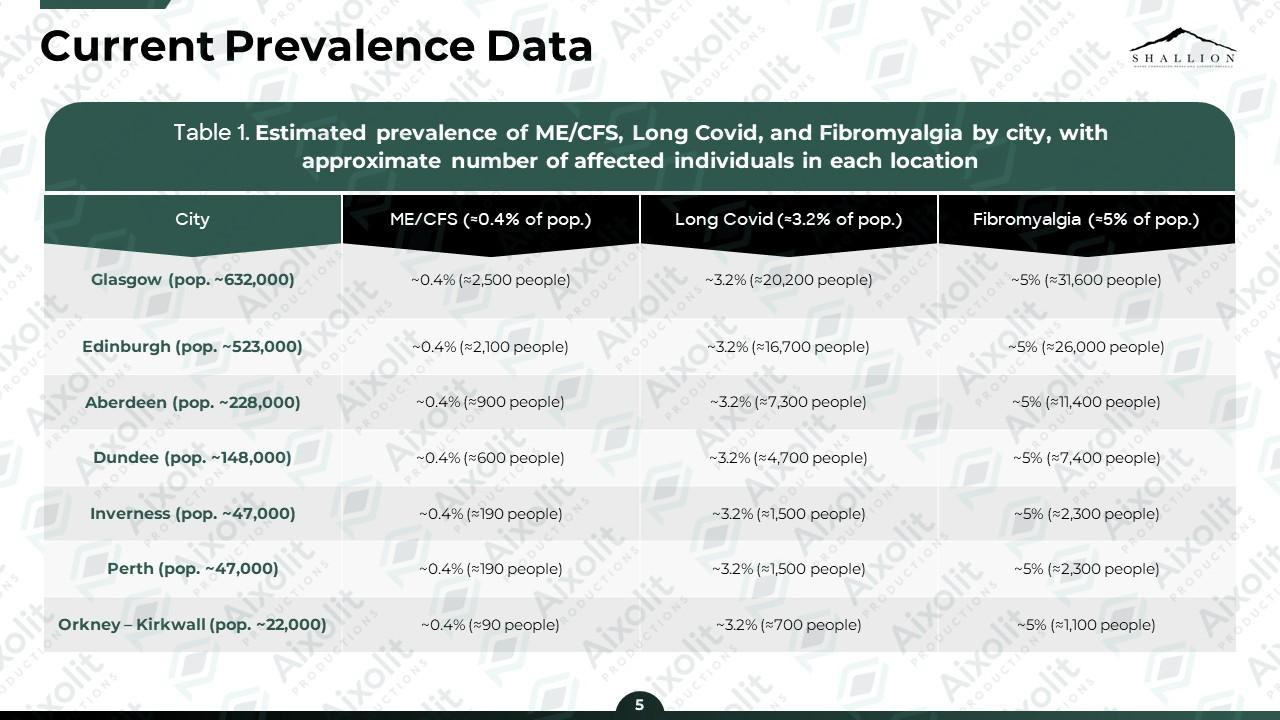 Current Prevalence Data
SHALLION
Table 1. Estimated prevalence of ME/CFS, Long Covid, and Fibromyalgia by city, with
approximate number of affected individuals in each location
City ME/CFS (≈0.4% of pop.) Long Covid (≈3.2% of pop.) Fibromyalgia (≈5% of pop.)
Glasgow (pop. ~632,000) ~0.4% (≈2,500 people) ~3.2% (≈20,200 people) ~5% (≈31,600 people)
Edinburgh (pop. ~523,000) ~0.4% (≈2,100 people) ~3.2% (≈16,700 people) ~5% (≈26,000 people)
Aberdeen (pop. ~228,000) ~0.4% (≈900 people) ~3.2% (≈7,300 people) ~5% (≈11,400 people)
Dundee (pop. ~148,000) ~0.4% (≈600 people) ~3.2% (≈4,700 people) ~5% (≈7,400 people)
Inverness (pop. ~47,000) ~0.4% (≈190 people) ~3.2% (≈1,500 people) ~5% (≈2,300 people)
Perth (pop. ~47,000) ~0.4% (≈190 people) ~3.2% (≈1,500 people) ~5% (≈2,300 people)
Orkney – Kirkwall (pop. ~22,000) ~0.4% (≈90 people) ~3.2% (≈700 people) ~5% (≈1,100 people)
5
Aixolit
PRODUCTIONS